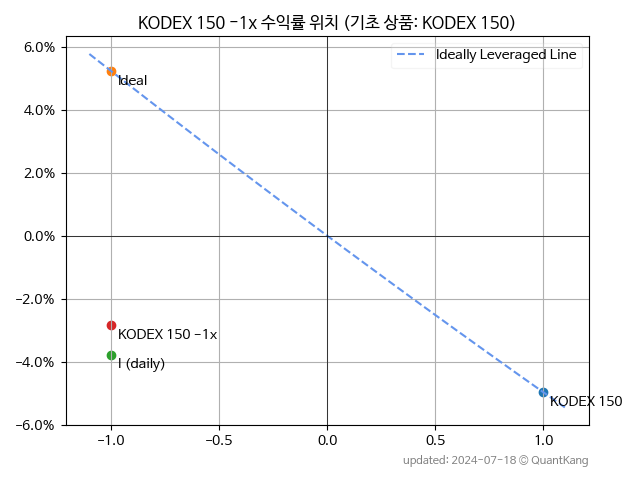 KODEX 150 −1x 수익률 위치 (기초 상품: KODEX 150)
Ideally Leveraged Line
6.0%
4.0%
2.0%
0.0%
−2.0%
−4.0%
−6.0%
Ideal
KODEX 150 −1x
I (daily)
KODEX 150
−1.0
−0.5
0.0
0.5
1.0
updated: 2024-07-18 © QuantKang